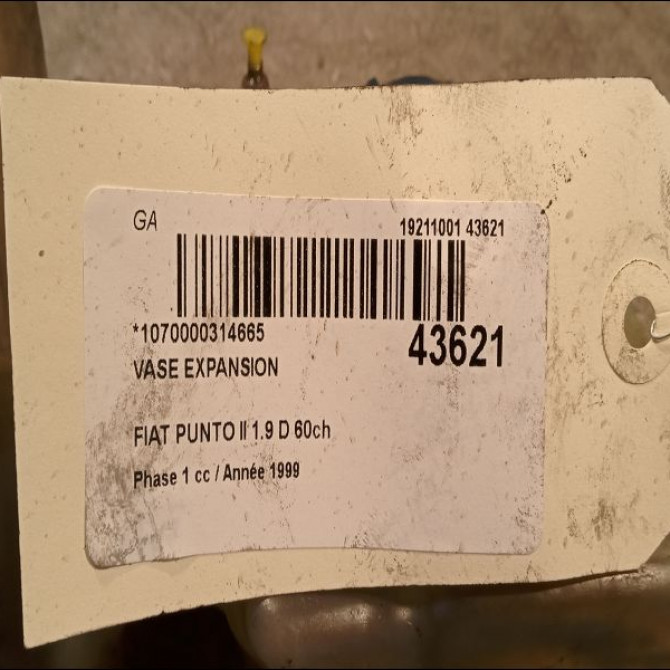 GA 19211001 43621
*1070000314665 43621
VASE EXPANSION
FIAT PUNTO II 1.9 D 60ch
Phase 1 cc / Année 1999